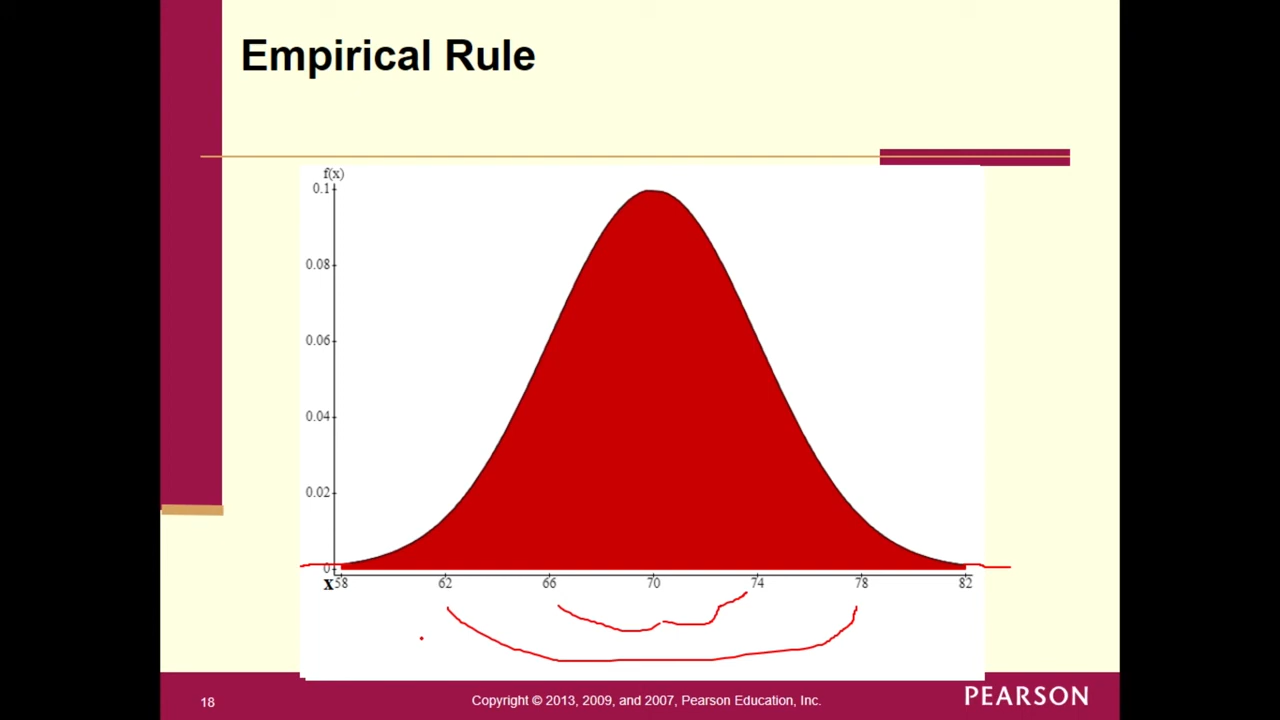 Empirical Rule
f(x)
0.1
0.08
0.06
0.04
0.02
0
x 58 62 66 70 74 78 82
18 Copyright © 2013, 2009, and 2007, Pearson Education, Inc. PEARSON